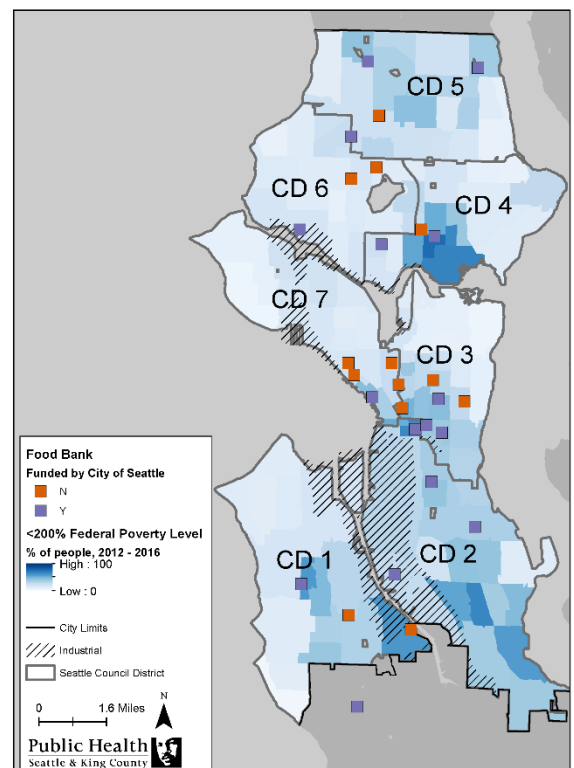 CD 5
CD 6
CD 4
CD 7
CD 3
CD 1
CD 2
Food Bank
Funded by City of Seattle
N
Y
<200% Federal Poverty Level
% of people, 2012 - 2016
High : 100
Low : 0
City Limits
Industrial
Seattle Council District
N
0 1.6 Miles
Public Health
Seattle & King County